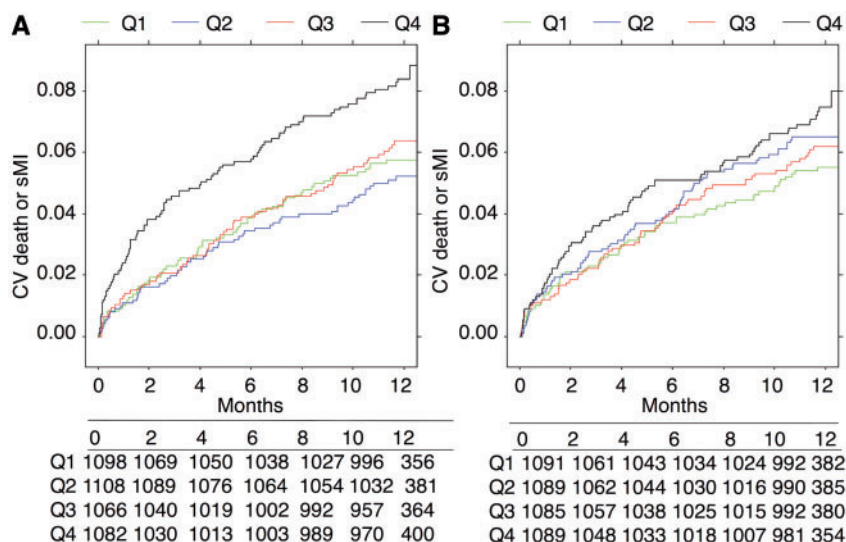 A Q1 Q2 Q3 Q4
0.08
0.06
0.04
0.02
0.00
CV death or sMI
0 2 4 6 8 10 12
Months
0 2 4 6 8 10 12
Q1 1098 1069 1050 1038 1027 996 356
Q2 1108 1089 1076 1064 1054 1032 381
Q3 1066 1040 1019 1002 992 957 364
Q4 1082 1030 1013 1003 989 970 400
B Q1 Q2 Q3 Q4
0.08
0.06
0.04
0.02
0.00
CV death or sMI
0 2 4 6 8 10 12
Months
0 2 4 6 8 10 12
Q1 1091 1061 1043 1034 1024 992 382
Q2 1089 1062 1044 1030 1016 990 385
Q3 1085 1057 1038 1025 1015 992 380
Q4 1089 1048 1033 1018 1007 981 354